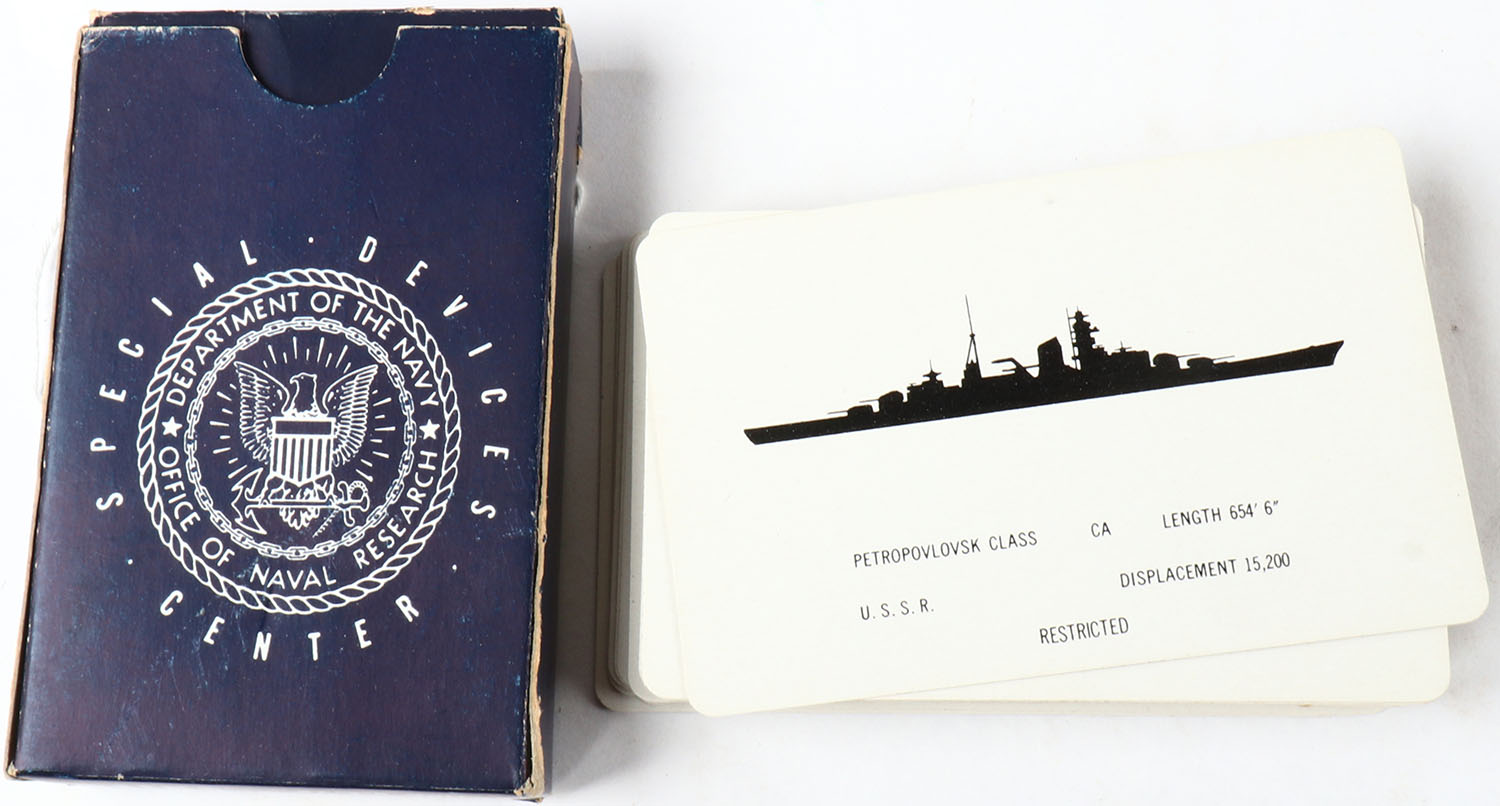 SPECIAL · DEVICES · CENTER ·
DEPARTMENT OF THE NAVY
★ OFFICE OF NAVAL RESEARCH ★
PETROPOVLOVSK CLASS CA LENGTH 654' 6"
U.S.S.R. DISPLACEMENT 15,200
RESTRICTED